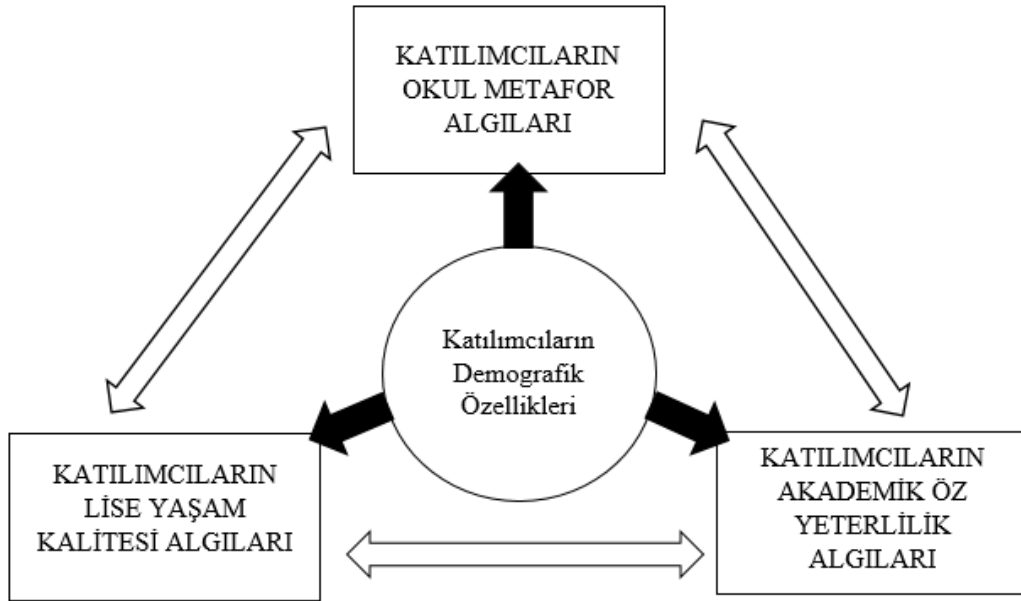 KATILIMCILARIN
OKUL METAFOR
ALGILARI
Katılımcıların
Demografik
Özellikleri
KATILIMCILARIN
LİSE YAŞAM
KALİTESİ ALGILARI
KATILIMCILARIN
AKADEMİK ÖZ
YETERLİLİK
ALGILARI